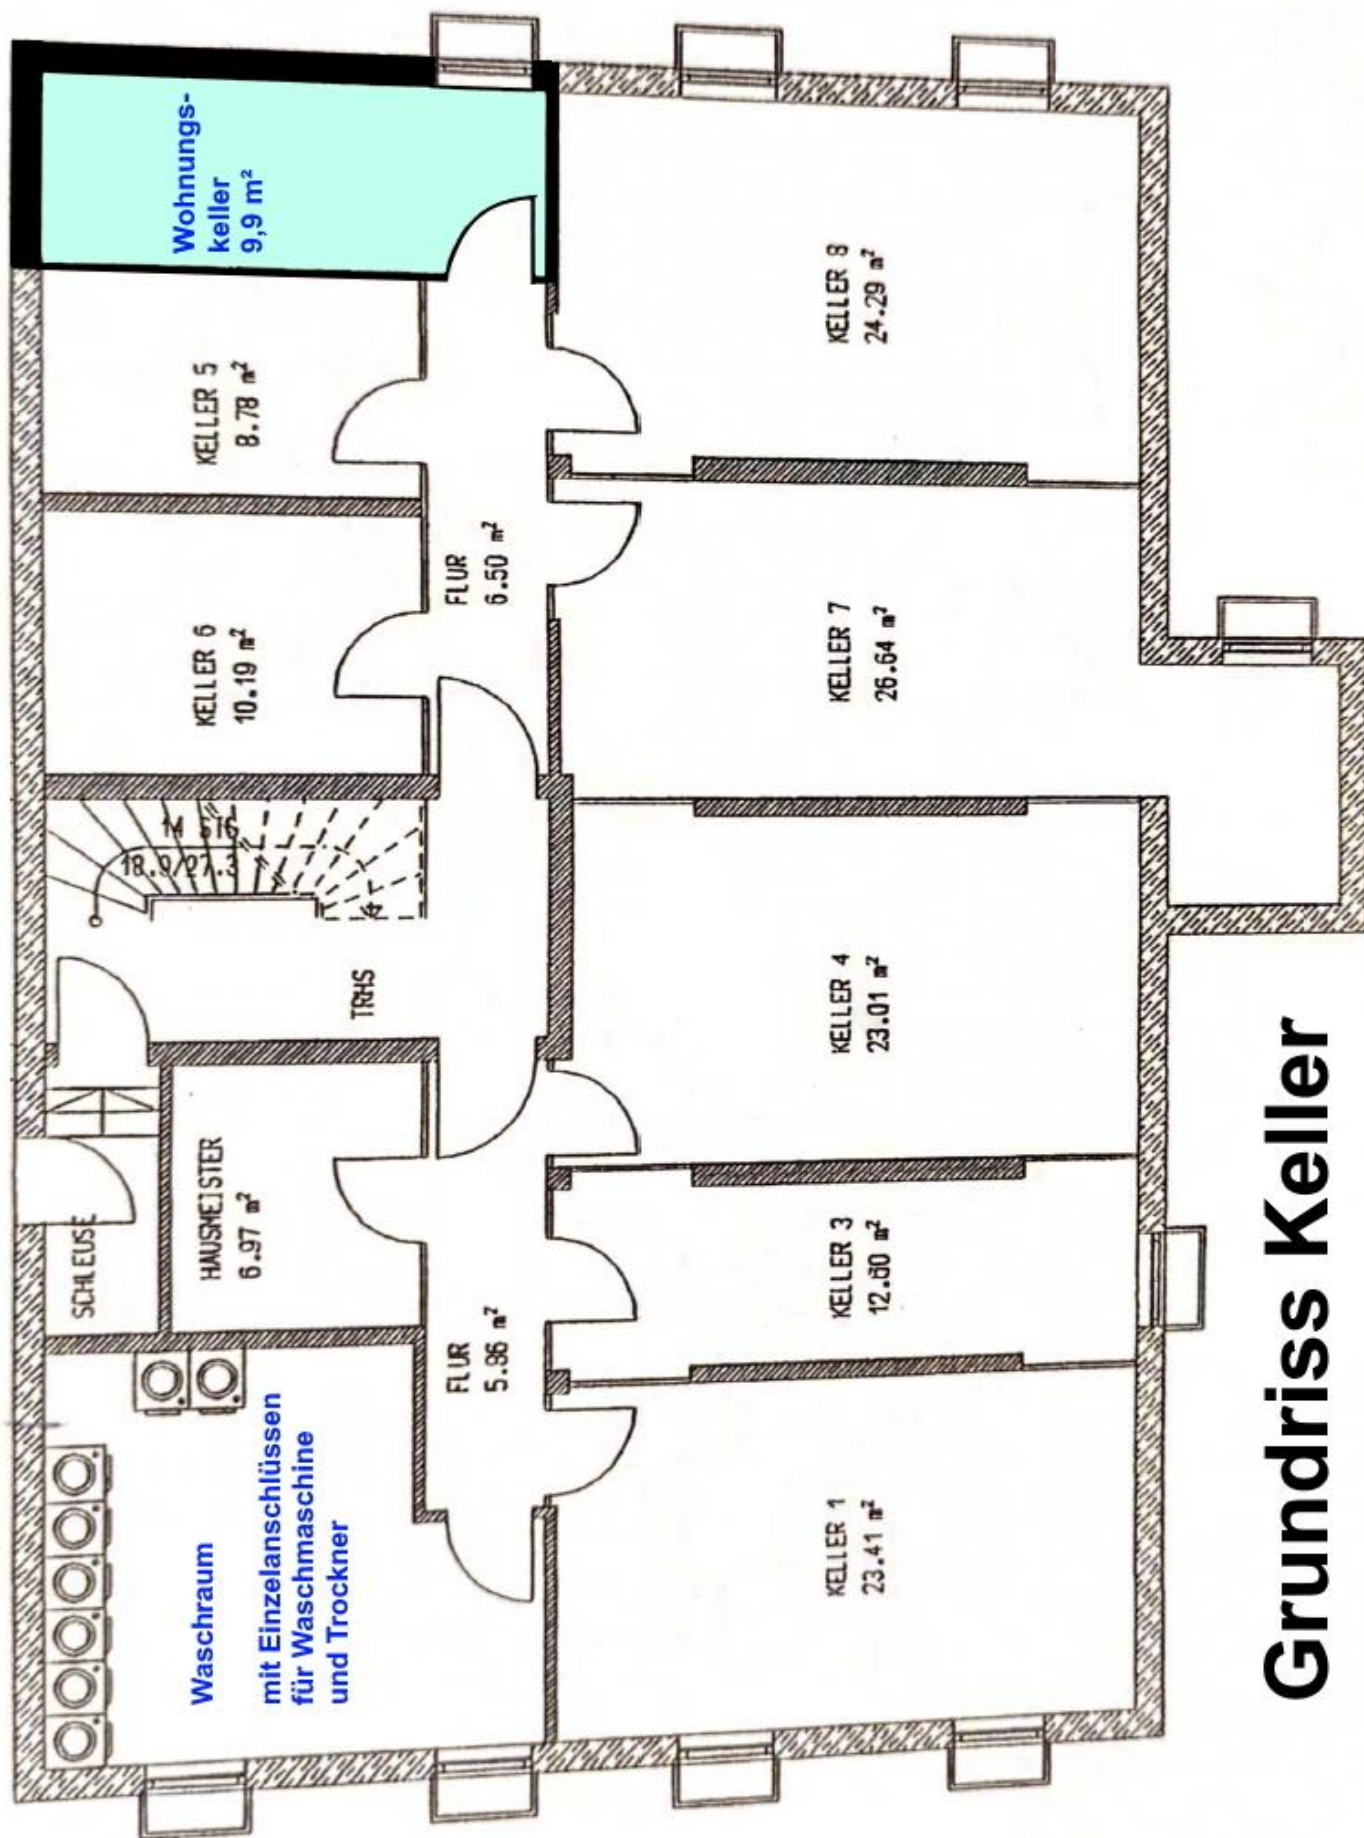 Waschraum
mit Einzelanschlüssen
für Waschmaschine
und Trockner
SCHLEUSE
HAUSMEISTER
6.97 m²
TRHS
14 STG
18.9/27.3
KELLER 6
10.19 m²
KELLER 5
8.78 m²
Wohnungs-
keller
9,9 m²
FLUR
5.86 m²
FLUR
6.50 m²
KELLER 1
23.41 m²
KELLER 3
12.60 m²
KELLER 4
23.01 m²
KELLER 7
26.64 m²
KELLER 8
24.29 m²
Grundriss Keller